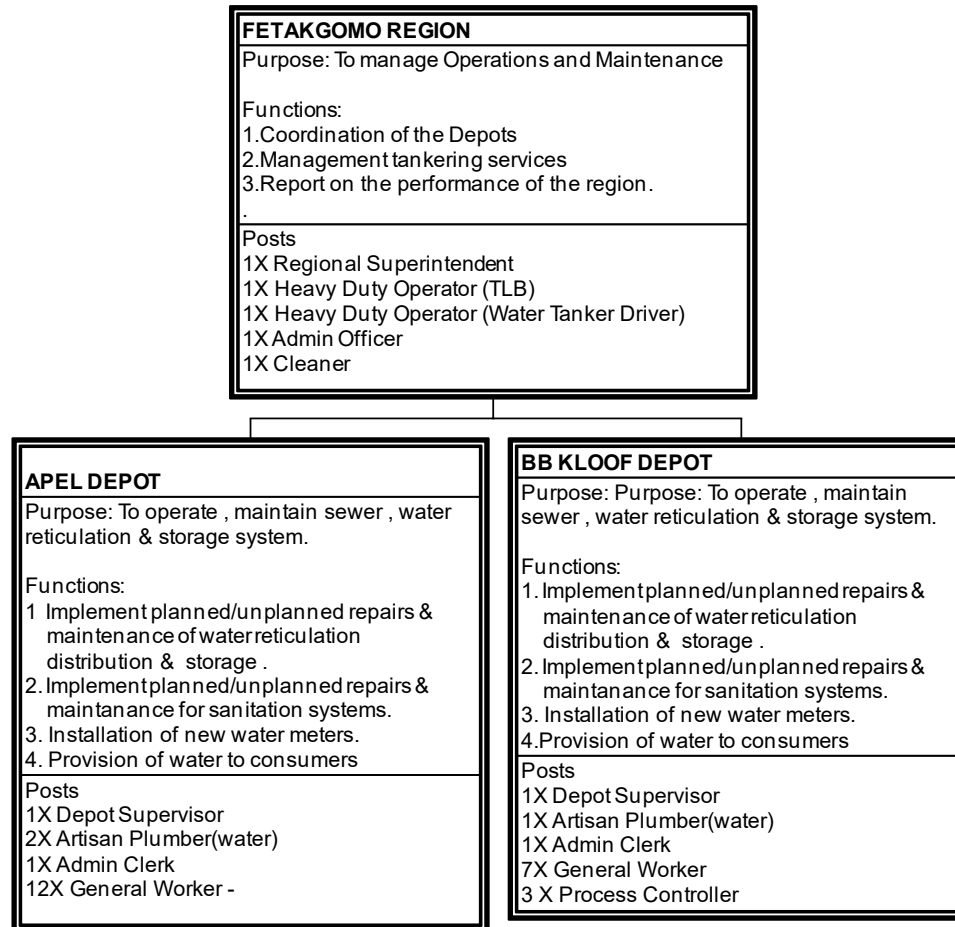 FETAKGOMO REGION
Purpose: To manage Operations and Maintenance
Functions:
1.Coordination of the Depots
2.Management tankering services
3.Report on the performance of the region.
.
Posts
1X Regional Superintendent
1X Heavy Duty Operator (TLB)
1X Heavy Duty Operator (Water Tanker Driver)
1X Admin Officer
1X Cleaner
APEL DEPOT
Purpose: To operate , maintain sewer , water
reticulation & storage system.
Functions:
1 Implement planned/unplanned repairs &
maintenance of water reticulation
distribution & storage .
2. Implement planned/unplanned repairs &
maintanance for sanitation systems.
3. Installation of new water meters.
4. Provision of water to consumers
Posts
1X Depot Supervisor
2X Artisan Plumber(water)
1X Admin Clerk
12X General Worker -
BB KLOOF DEPOT
Purpose: Purpose: To operate , maintain
sewer , water reticulation & storage system.
Functions:
1. Implement planned/unplanned repairs &
maintenance of water reticulation
distribution & storage .
2. Implement planned/unplanned repairs &
maintanance for sanitation systems.
3. Installation of new water meters.
4.Provision of water to consumers
Posts
1X Depot Supervisor
1X Artisan Plumber(water)
1X Admin Clerk
7X General Worker
3 X Process Controller